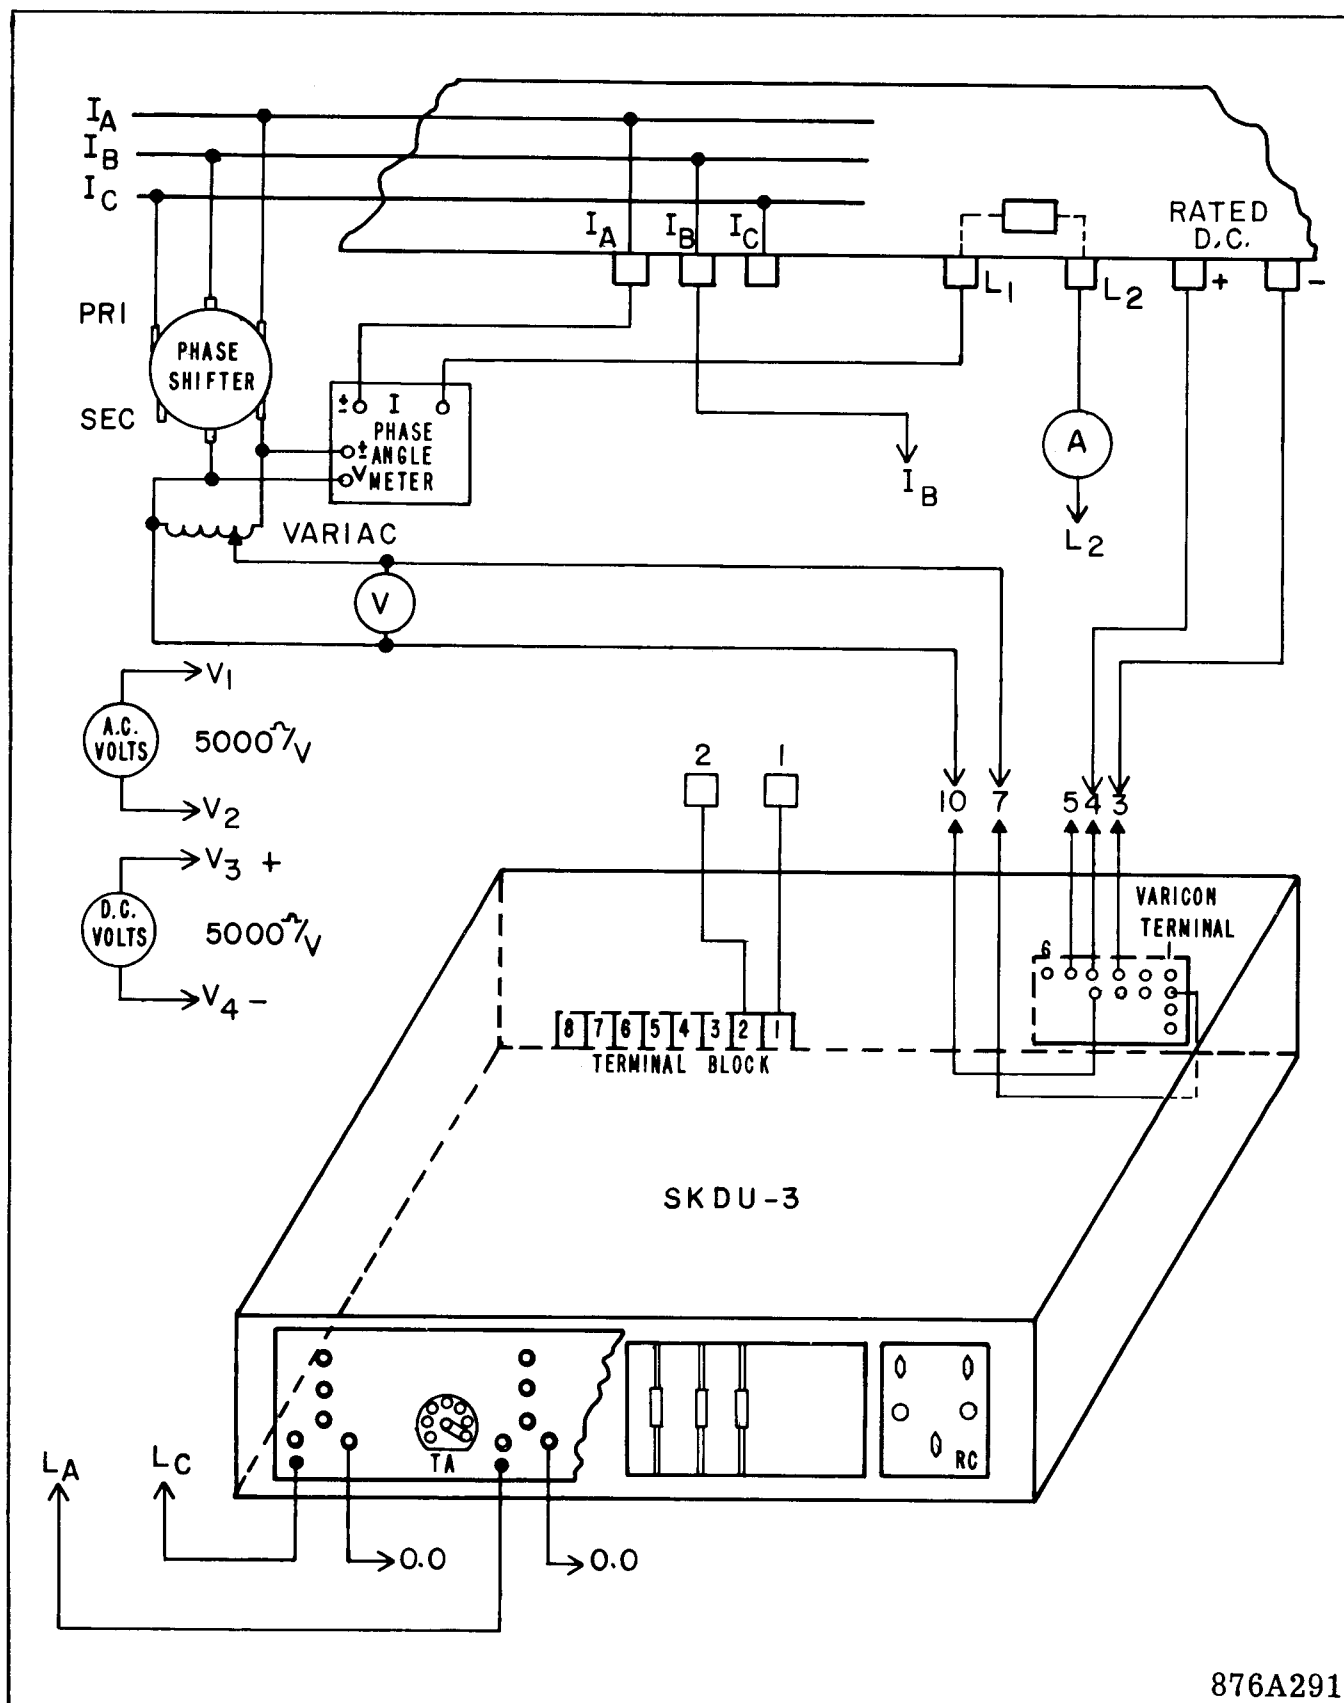 IA
IB
IC
IA
IB
IC
RATED
D.C.
L1
L2
+
-
PRI
PHASE
SHIFTER
SEC
± I
PHASE
± ANGLE
V METER
A
IB
L2
VARIAC
V
V1
A.C.
VOLTS
5000Ω/V
V2
V3 +
D.C.
VOLTS
5000Ω/V
V4 -
2 1
10 7 5 4 3
VARICON
TERMINAL
6 1
8 7 6 5 4 3 2 1
TERMINAL BLOCK
SKDU-3
TA
RC
LA
LC
0.0
0.0
876A291